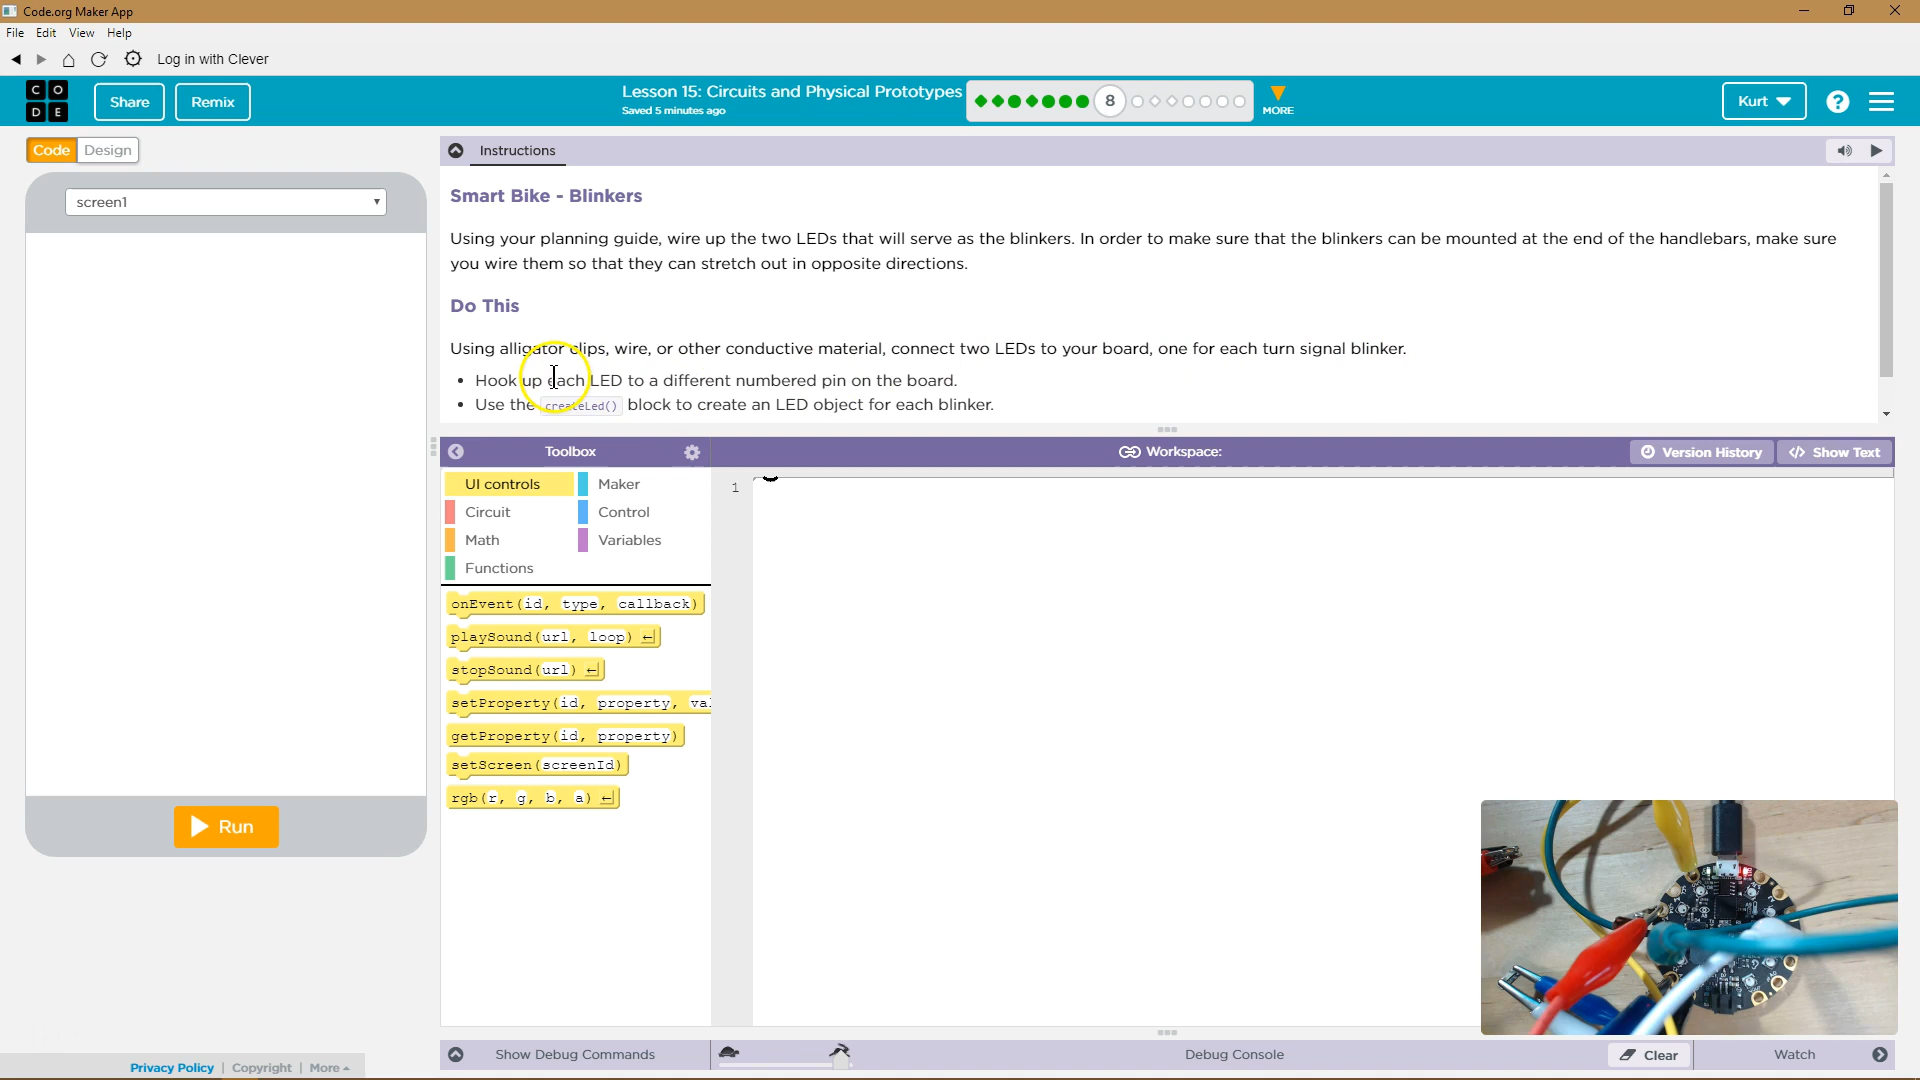 Code.org Maker App
File Edit View Help
Log in with Clever
C O D E
Share
Remix
Lesson 15: Circuits and Physical Prototypes
Saved 5 minutes ago
8
MORE
Kurt
?
Code
Design
screen1
Run
Instructions
Smart Bike - Blinkers
Using your planning guide, wire up the two LEDs that will serve as the blinkers. In order to make sure that the blinkers can be mounted at the end of the handlebars, make sure
you wire them so that they can stretch out in opposite directions.
Do This
Using alligator clips, wire, or other conductive material, connect two LEDs to your board, one for each turn signal blinker.
• Hook up each LED to a different numbered pin on the board.
• Use the createLed() block to create an LED object for each blinker.
Toolbox
Workspace:
Version History
</> Show Text
UI controls
Maker
Circuit
Control
Math
Variables
Functions
1
onEvent(id, type, callback)
playSound(url, loop)
stopSound(url)
setProperty(id, property, val
getProperty(id, property)
setScreen(screenId)
rgb(r, g, b, a)
Show Debug Commands
Debug Console
Clear
Watch
Privacy Policy | Copyright | More